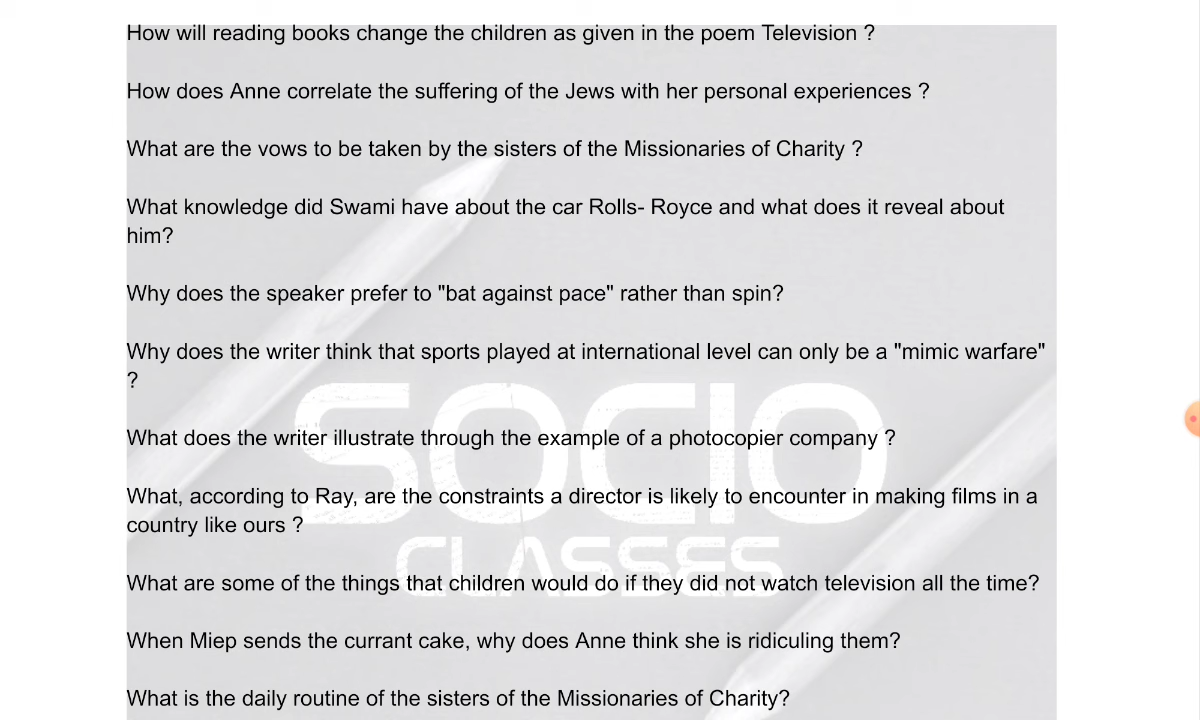 How will reading books change the children as given in the poem Television ?
How does Anne correlate the suffering of the Jews with her personal experiences ?
What are the vows to be taken by the sisters of the Missionaries of Charity ?
What knowledge did Swami have about the car Rolls- Royce and what does it reveal about
him?
Why does the speaker prefer to "bat against pace" rather than spin?
Why does the writer think that sports played at international level can only be a "mimic warfare"
?
What does the writer illustrate through the example of a photocopier company ?
What, according to Ray, are the constraints a director is likely to encounter in making films in a
country like ours ?
What are some of the things that children would do if they did not watch television all the time?
When Miep sends the currant cake, why does Anne think she is ridiculing them?
What is the daily routine of the sisters of the Missionaries of Charity?
SOCIO
CLASSES